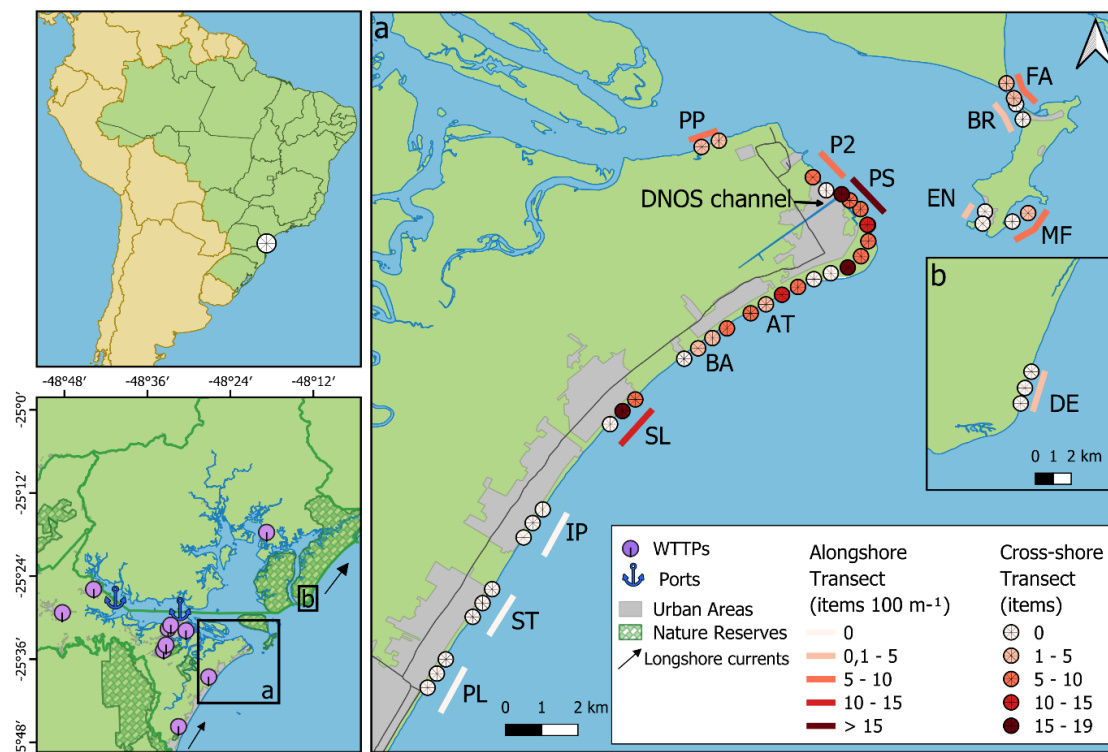 -48°48′ -48°36′ -48°24′ -48°12′
-25°0′
-25°12′
-25°24′
-25°36′
5°48′
b
a
a
PP
P2
PS
DNOS channel
FA
BR
EN
MF
b
DE
0 1 2 km
AT
BA
SL
IP
ST
PL
0 1 2 km
WTTPs
Ports
Urban Areas
Nature Reserves
Longshore currents
Alongshore
Transect
(items 100 m⁻¹)
0
0,1 - 5
5 - 10
10 - 15
> 15
Cross-shore
Transect
(items)
0
1 - 5
5 - 10
10 - 15
15 - 19